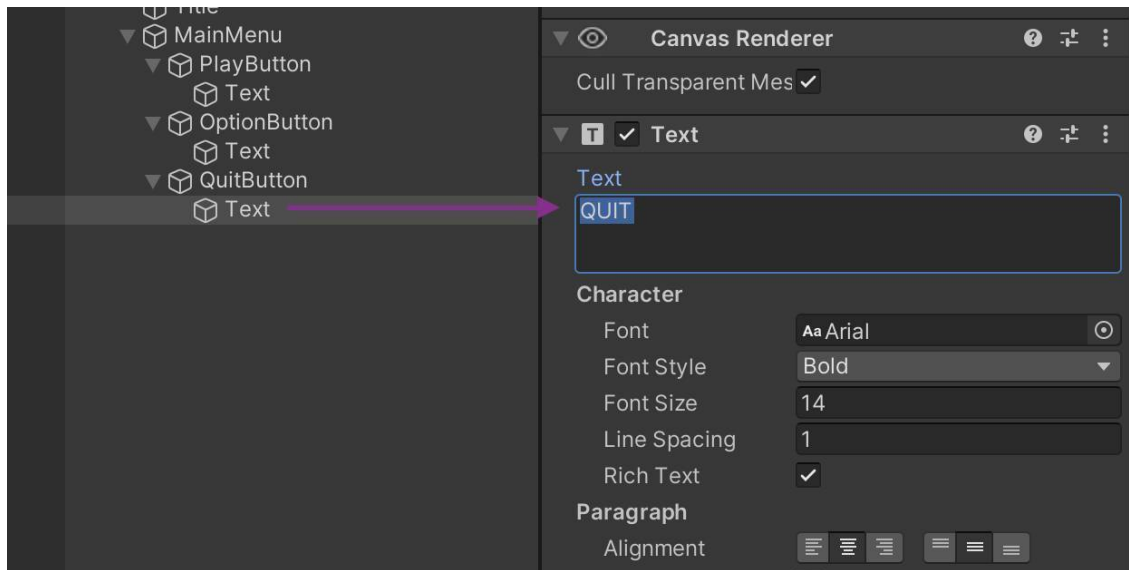 Title
MainMenu
PlayButton
Text
OptionButton
Text
QuitButton
Text
Canvas Renderer
Cull Transparent Mes
T Text
Text
QUIT
Character
Font Aa Arial
Font Style Bold
Font Size 14
Line Spacing 1
Rich Text
Paragraph
Alignment